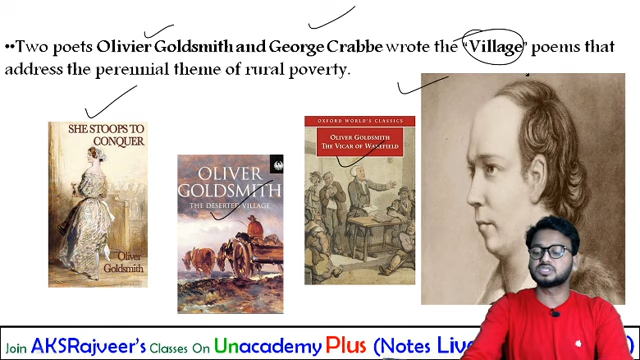 ••Two poets Olivier Goldsmith and George Crabbe wrote the 'Village' poems that
address the perennial theme of rural poverty.
SHE STOOPS TO
CONQUER
Oliver
Goldsmith
OLIVER
GOLDSMITH
THE DESERTED VILLAGE
OXFORD WORLD'S CLASSICS
OLIVER GOLDSMITH
THE VICAR OF WAKEFIELD
Join AKSRajveer's Classes On Unacademy Plus (Notes Live